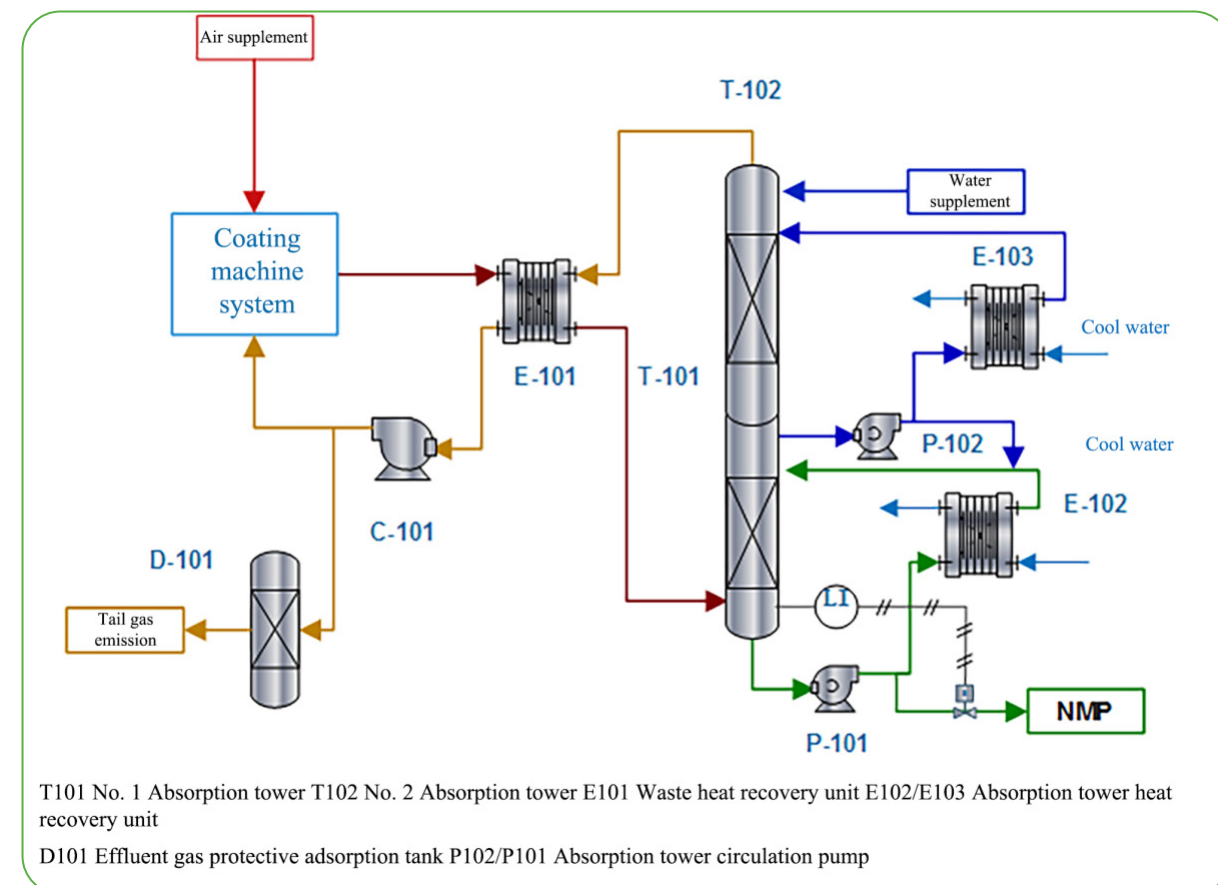 Air supplement
T-102
Water
supplement
Coating
machine
system
E-103
Cool water
E-101
T-101
P-102
Cool water
E-102
C-101
D-101
LI
Tail gas
emission
NMP
P-101
T101 No. 1 Absorption tower T102 No. 2 Absorption tower E101 Waste heat recovery unit E102/E103 Absorption tower heat
recovery unit
D101 Effluent gas protective adsorption tank P102/P101 Absorption tower circulation pump